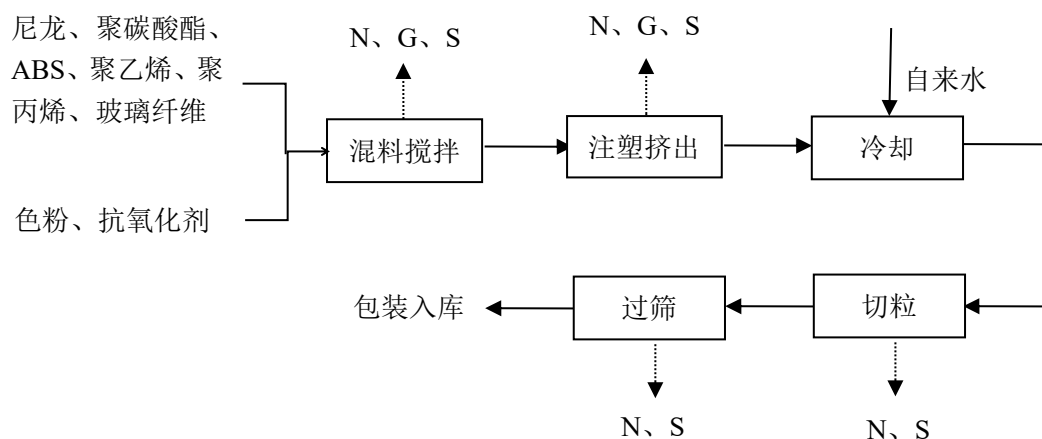 尼龙、聚碳酸酯、
ABS、聚乙烯、聚
丙烯、玻璃纤维
色粉、抗氧化剂
N、G、S
混料搅拌
N、G、S
注塑挤出
自来水
冷却
包装入库
过筛
切粒
N、S
N、S